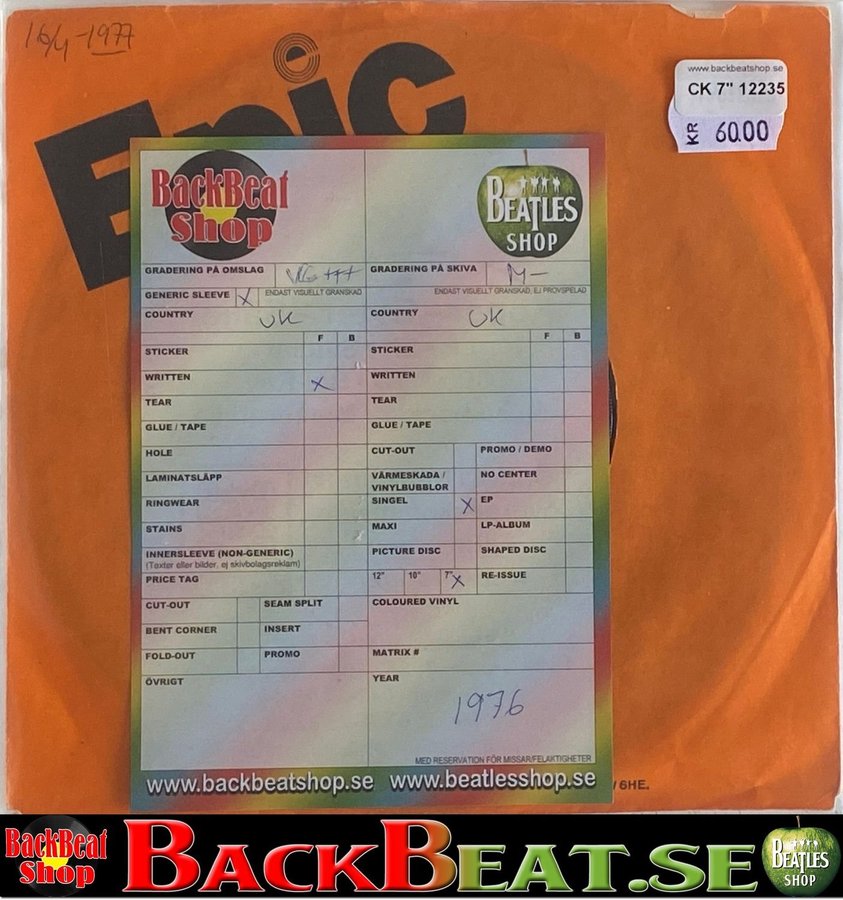 16/4-1977
Epic
www.backbeatshop.se
CK 7" 12235
KR 60.00
BackBeat Shop
BEATLES SHOP
GRADERING PÅ OMSLAG VG+++
GRADERING PÅ SKIVA M-
GENERIC SLEEVE X ENDAST VISUELLT GRANSKAD
ENDAST VISUELLT GRANSKAD, EJ PROVSPELAD
COUNTRY UK
COUNTRY UK
F B
F B
STICKER
STICKER
WRITTEN X
WRITTEN
TEAR
TEAR
GLUE / TAPE
GLUE / TAPE
HOLE
CUT-OUT PROMO / DEMO
LAMINATSLÄPP
VÄRMESKADA / VINYLBUBBLOR NO CENTER
RINGWEAR
SINGEL X EP
STAINS
MAXI LP-ALBUM
INNERSLEEVE (NON-GENERIC)
(Texter eller bilder, ej skivbolagsreklam)
PICTURE DISC SHAPED DISC
PRICE TAG
12" 10" 7" X RE-ISSUE
CUT-OUT SEAM SPLIT
COLOURED VINYL
BENT CORNER INSERT
FOLD-OUT PROMO
MATRIX #
ÖVRIGT
YEAR
1976
MED RESERVATION FÖR MISSAR/FELAKTIGHETER
www.backbeatshop.se www.beatlesshop.se
/ 6HE.
BackBeat Shop
BACKBEAT.SE
BEATLES SHOP